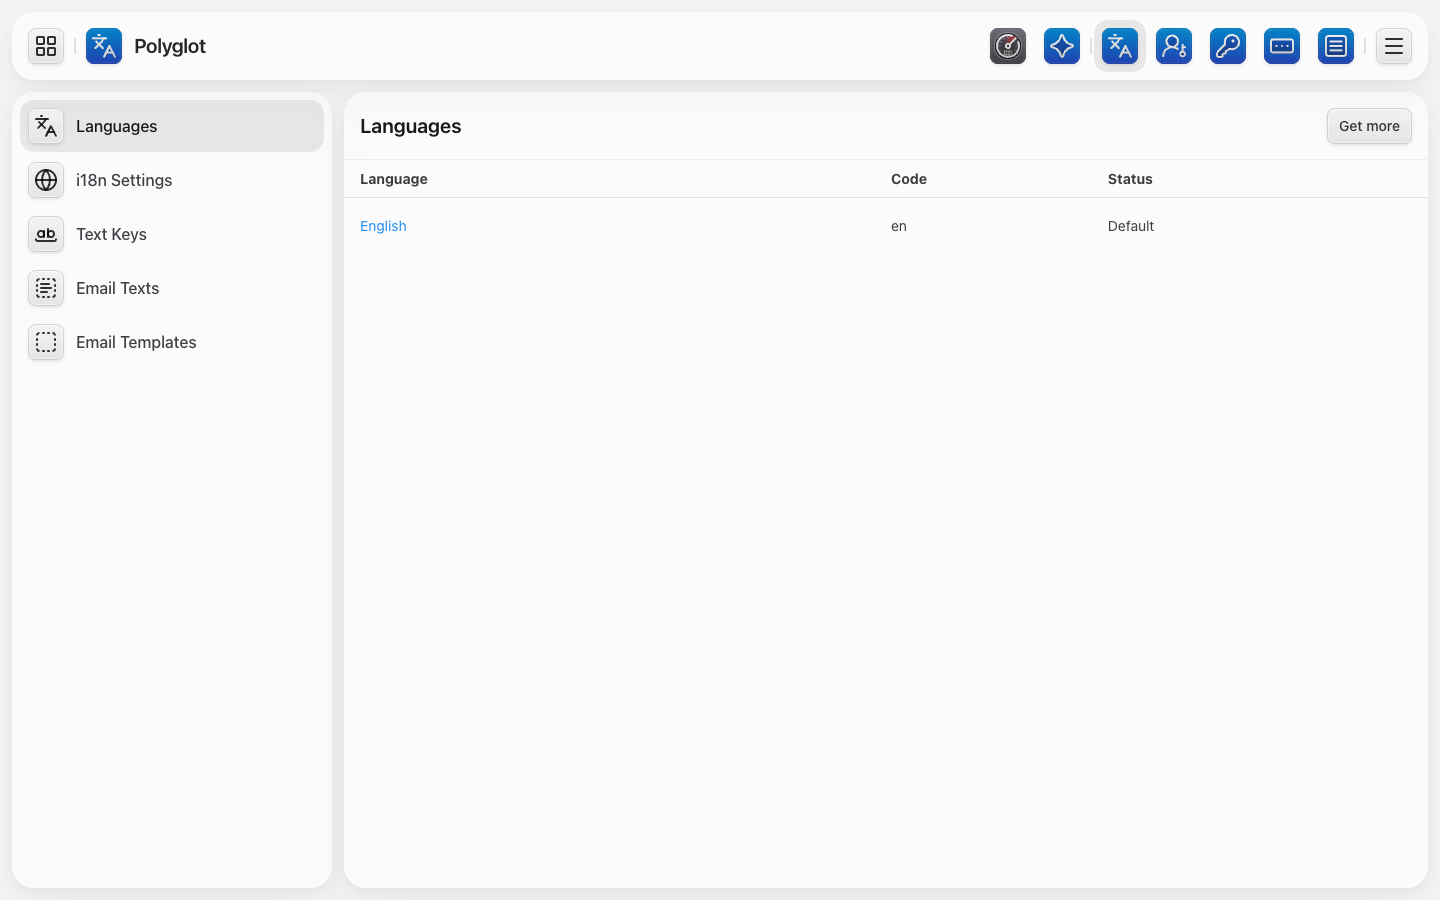 Polyglot
Languages
i18n Settings
Text Keys
Email Texts
Email Templates
Languages
Get more
Language Code Status
English en Default